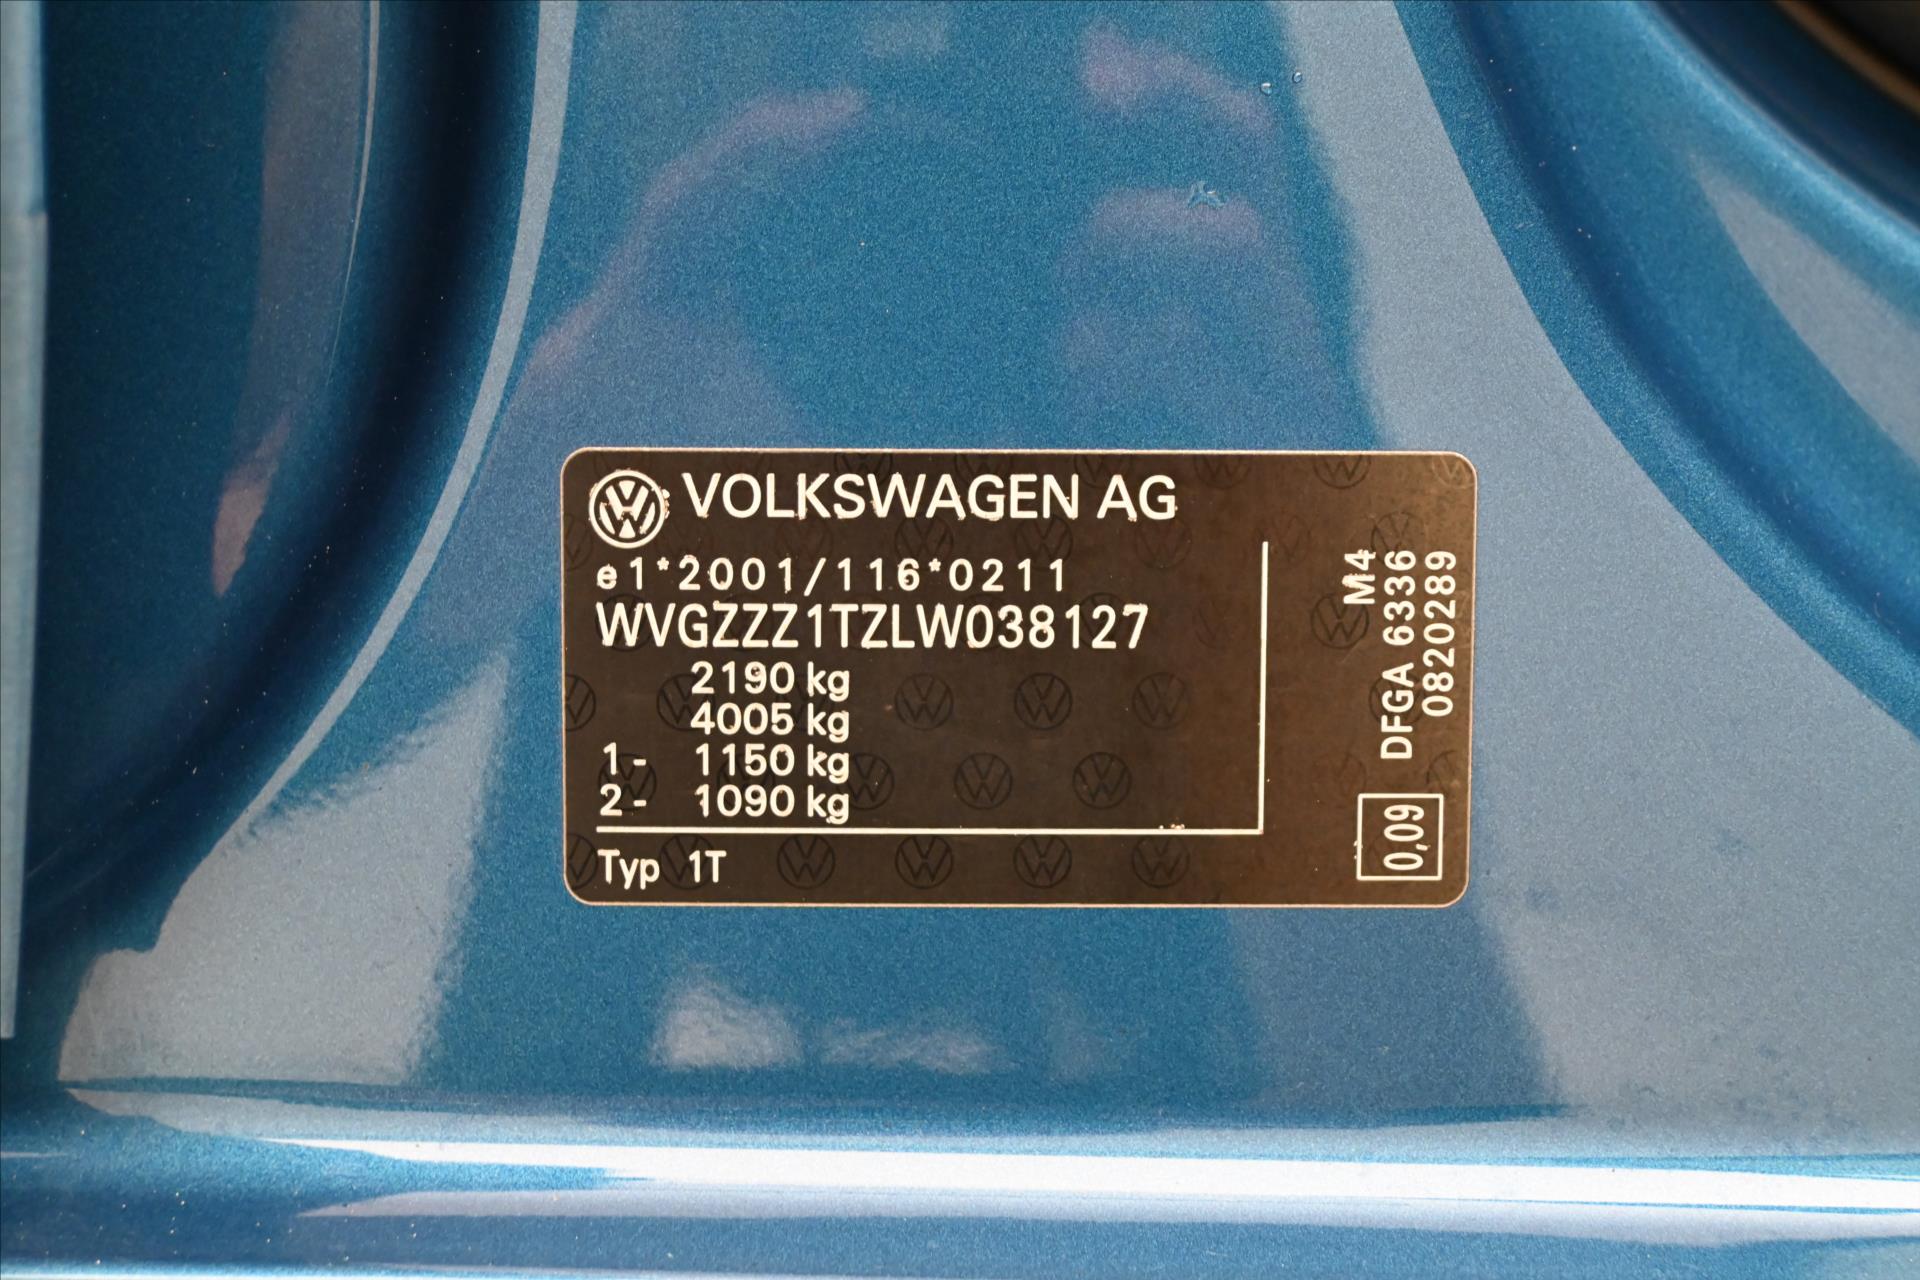 VOLKSWAGEN AG
e1*2001/116*0211
WVGZZZ1TZLW038127
2190 kg
4005 kg
1- 1150 kg
2- 1090 kg
Typ 1T
M4
DFGA 6336
0820289
0,09